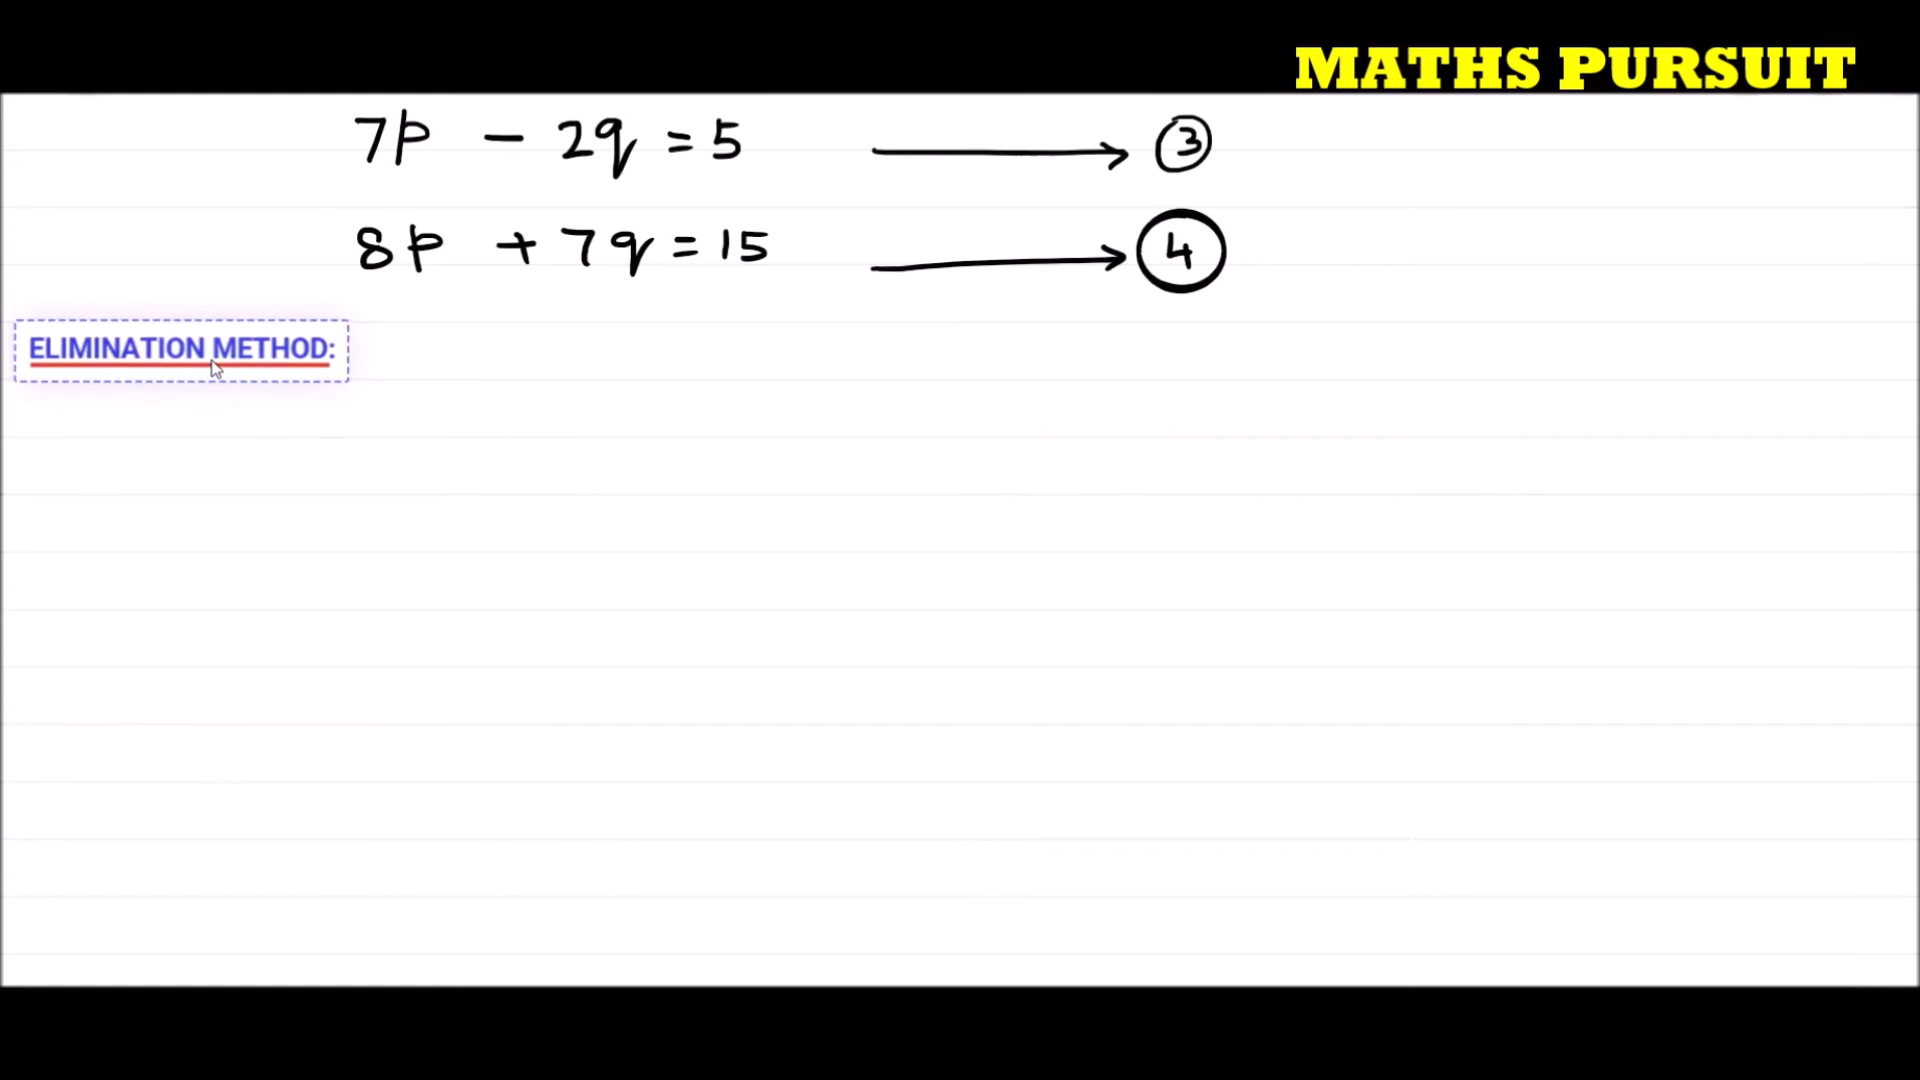 MATHS PURSUIT
7p - 2q = 5 → ③
8p + 7q = 15 → ④
ELIMINATION METHOD: